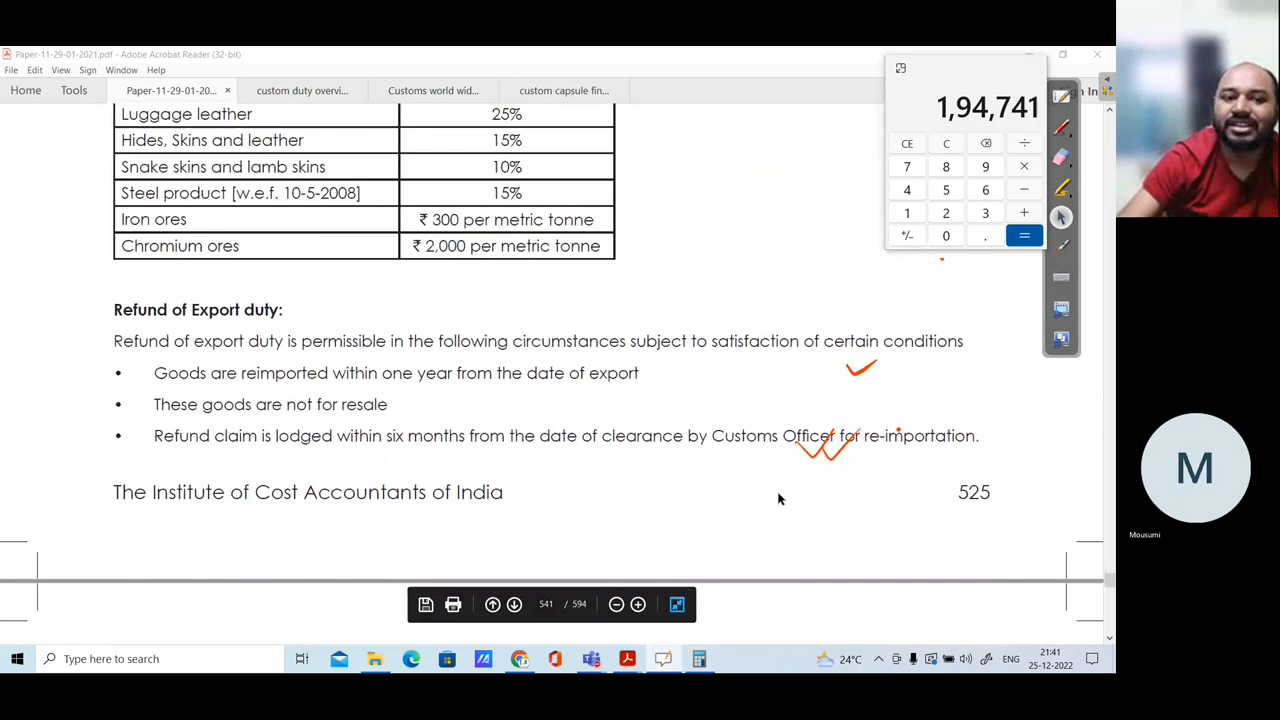 Paper-11-29-01-2021.pdf - Adobe Acrobat Reader (32-bit)
File Edit View Sign Window Help
Home Tools Paper-11-29-01-20... × custom duty overvi... Customs world wid... custom capsule fin... Sign In
1,94,741
CE C ÷
7 8 9 ×
4 5 6 −
1 2 3 +
+/− 0 . =
Luggage leather 25%
Hides, Skins and leather 15%
Snake skins and lamb skins 10%
Steel product [w.e.f. 10-5-2008] 15%
Iron ores ₹ 300 per metric tonne
Chromium ores ₹ 2,000 per metric tonne
Refund of Export duty:
Refund of export duty is permissible in the following circumstances subject to satisfaction of certain conditions
• Goods are reimported within one year from the date of export
• These goods are not for resale
• Refund claim is lodged within six months from the date of clearance by Customs Officer for re-importation.
The Institute of Cost Accountants of India 525
M
Mousumi
541 / 594
Type here to search
24°C
ENG
21:41
25-12-2022